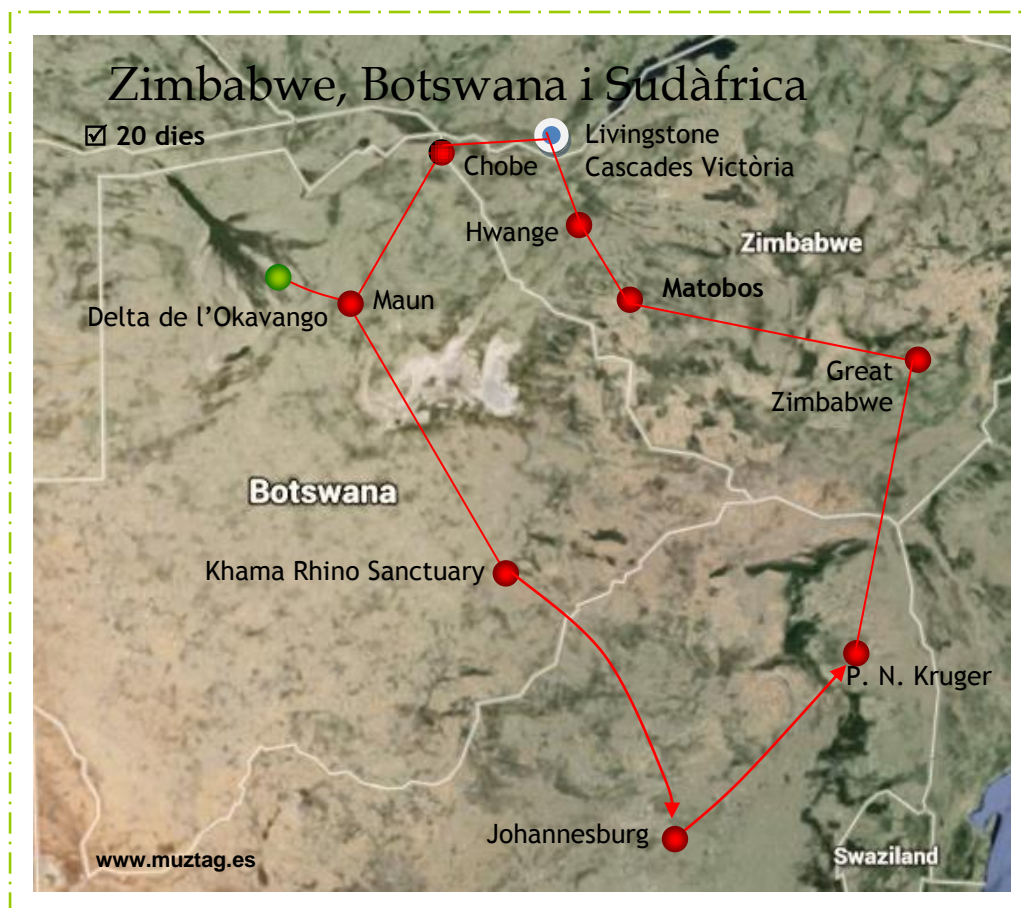 Zimbabwe, Botswana i Sudàfrica
☑ 20 dies
Livingstone
Cascades Victòria
Chobe
Hwange
Zimbabwe
Matobos
Maun
Delta de l’Okavango
Great
Zimbabwe
Botswana
Khama Rhino Sanctuary
P. N. Kruger
Johannesburg
www.muztag.es
Swaziland